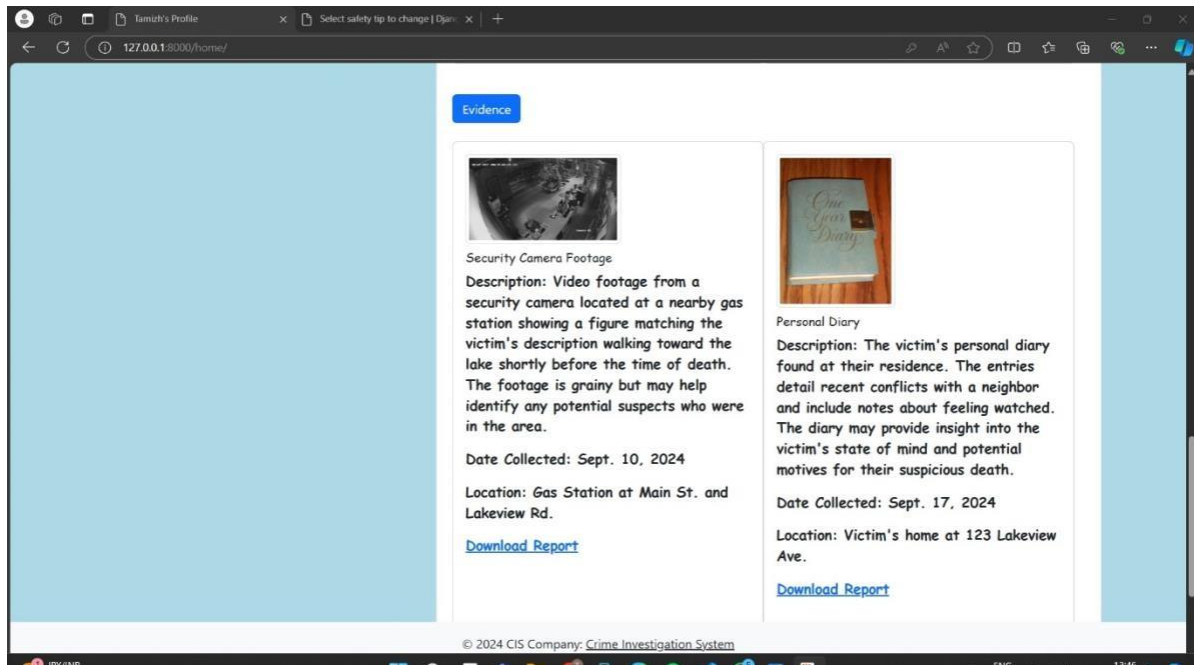 Tamizh's Profile
Select safety tip to change | Djan
127.0.0.1:8000/home/
Evidence
Security Camera Footage
Description: Video footage from a
security camera located at a nearby gas
station showing a figure matching the
victim's description walking toward the
lake shortly before the time of death.
The footage is grainy but may help
identify any potential suspects who were
in the area.
Date Collected: Sept. 10, 2024
Location: Gas Station at Main St. and
Lakeview Rd.
Download Report
One
Year
Diary
Personal Diary
Description: The victim's personal diary
found at their residence. The entries
detail recent conflicts with a neighbor
and include notes about feeling watched.
The diary may provide insight into the
victim's state of mind and potential
motives for their suspicious death.
Date Collected: Sept. 17, 2024
Location: Victim's home at 123 Lakeview
Ave.
Download Report
© 2024 CIS Company: Crime Investigation System
JPY/INR
ENG
13:46